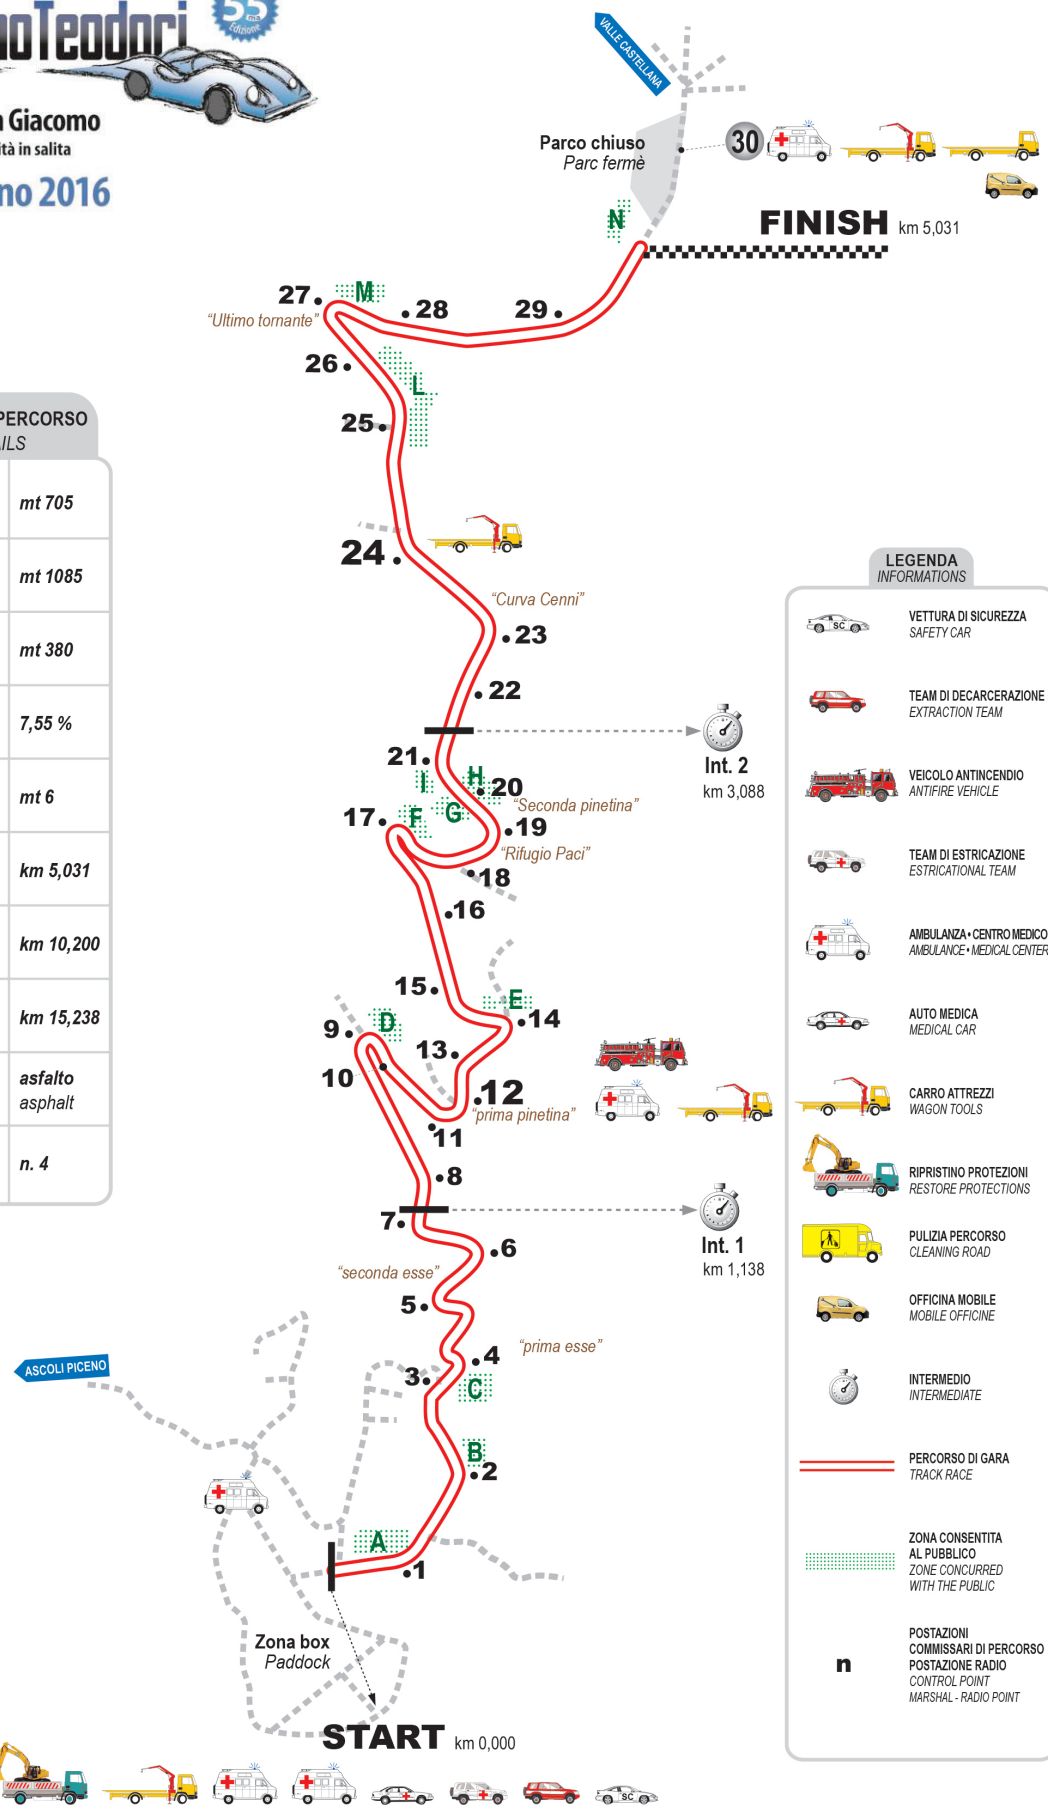 55
ma
Edizione
noTeodori
Giacomo
ità in salita
no 2016
VALLE CASTELLANA
Parco chiuso
Parc fermè
30
N
FINISH km 5,031
27
M
28
29
"Ultimo tornante"
26
L
25
PERCORSO
AILS
mt 705
mt 1085
mt 380
7,55 %
mt 6
km 5,031
km 10,200
km 15,238
asfalto
asphalt
n. 4
24
"Curva Cenni"
23
22
21
Int. 2
km 3,088
I
H
20
"Seconda pinetina"
17
F
G
19
"Rifugio Paci"
18
16
15
E
14
9
D
13
10
12
"prima pinetina"
11
8
7
Int. 1
km 1,138
6
"seconda esse"
5
"prima esse"
4
3
C
ASCOLI PICENO
B
2
A
1
Zona box
Paddock
START km 0,000
SC
LEGENDA
INFORMATIONS
SC
VETTURA DI SICUREZZA
SAFETY CAR
TEAM DI DECARCERAZIONE
EXTRACTION TEAM
VEICOLO ANTINCENDIO
ANTIFIRE VEHICLE
TEAM DI ESTRICAZIONE
ESTRICATIONAL TEAM
AMBULANZA • CENTRO MEDICO
AMBULANCE • MEDICAL CENTER
AUTO MEDICA
MEDICAL CAR
CARRO ATTREZZI
WAGON TOOLS
RIPRISTINO PROTEZIONI
RESTORE PROTECTIONS
PULIZIA PERCORSO
CLEANING ROAD
OFFICINA MOBILE
MOBILE OFFICINE
INTERMEDIO
INTERMEDIATE
PERCORSO DI GARA
TRACK RACE
ZONA CONSENTITA
AL PUBBLICO
ZONE CONCURRED
WITH THE PUBLIC
n
POSTAZIONI
COMMISSARI DI PERCORSO
POSTAZIONE RADIO
CONTROL POINT
MARSHAL - RADIO POINT